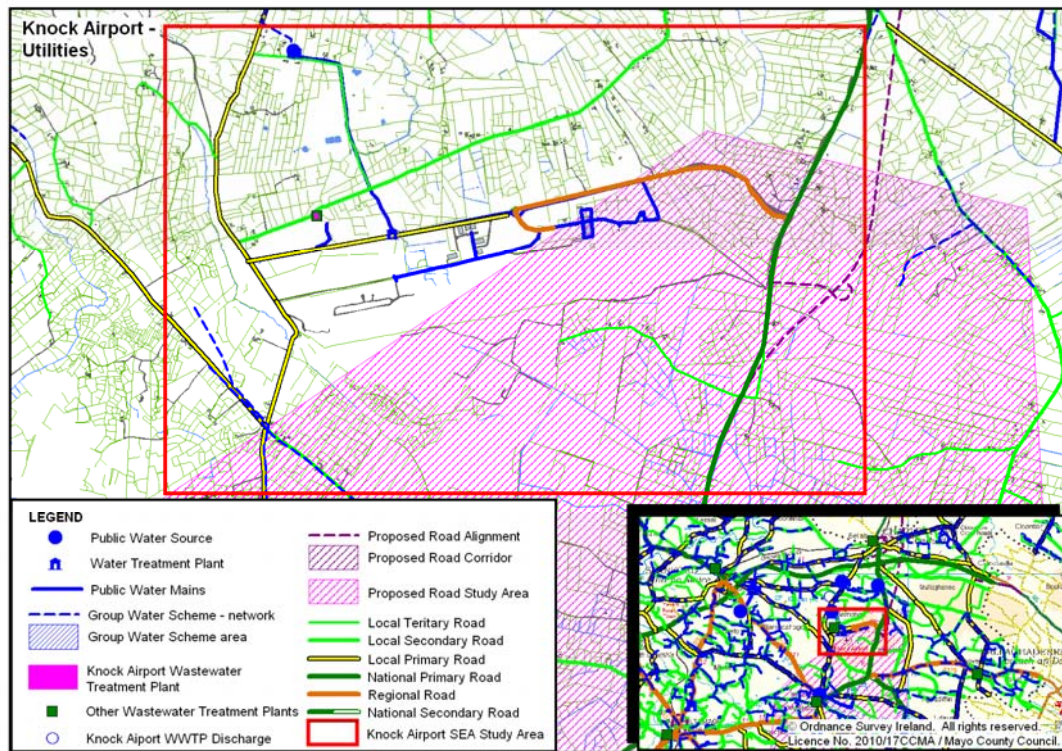 Knock Airport -
Utilities
LEGEND
Public Water Source
Water Treatment Plant
Public Water Mains
Group Water Scheme - network
Group Water Scheme area
Knock Airport Wastewater
Treatment Plant
Other Wastewater Treatment Plants
Knock Airport WWTP Discharge
Proposed Road Alignment
Proposed Road Corridor
Proposed Road Study Area
Local Teritary Road
Local Secondary Road
Local Primary Road
National Primary Road
Regional Road
National Secondary Road
Knock Airport SEA Study Area
© Ordnance Survey Ireland. All rights reserved.
Licence No. 2010/17CCMA / Mayo County Council.